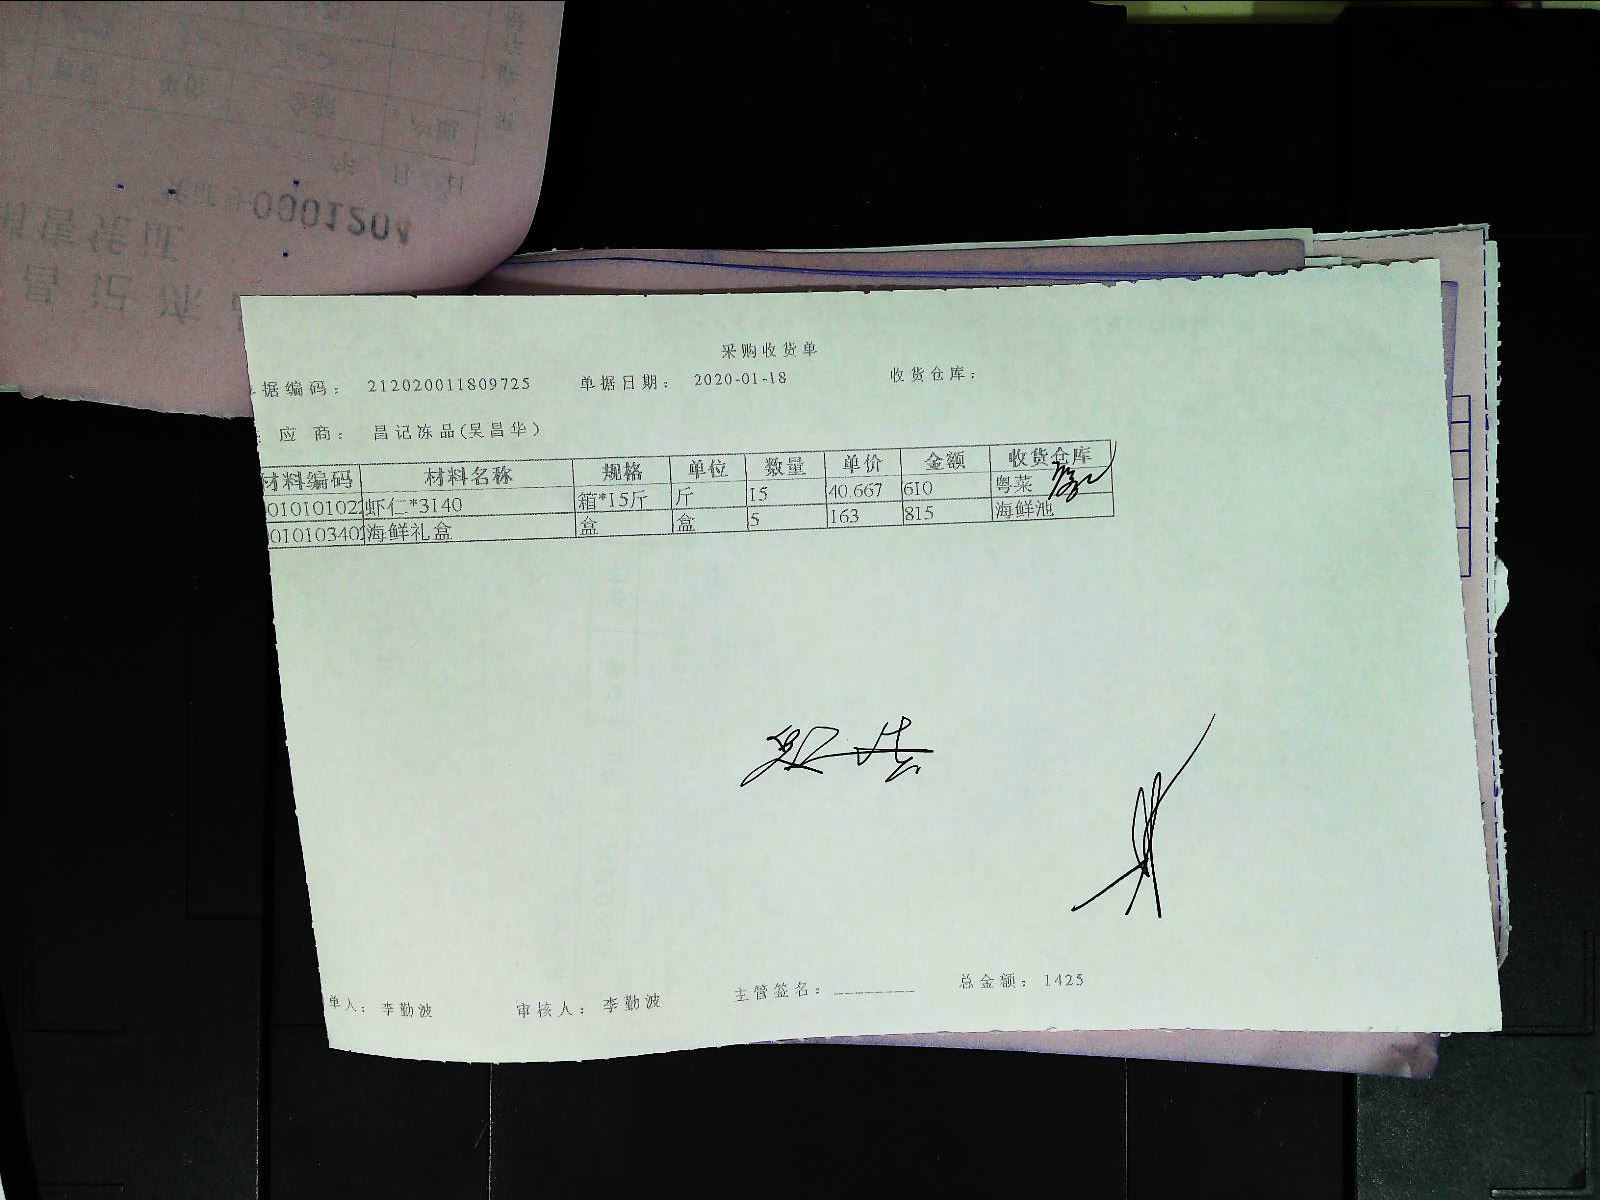 0001204
采购收货单
据编码： 212020011809725 单据日期： 2020-01-18 收货仓库：
应商： 昌记冻品(吴昌华)
材料编码 材料名称 规格 单位 数量 单价 金额 收货仓库
01010102 虾仁*3140 箱*15斤 斤 15 40.667 610 粤菜
01010340 海鲜礼盒 盒 盒 5 163 815 海鲜池
单人： 李勤波 审核人： 李勤波 主管签名：________ 总金额： 1425